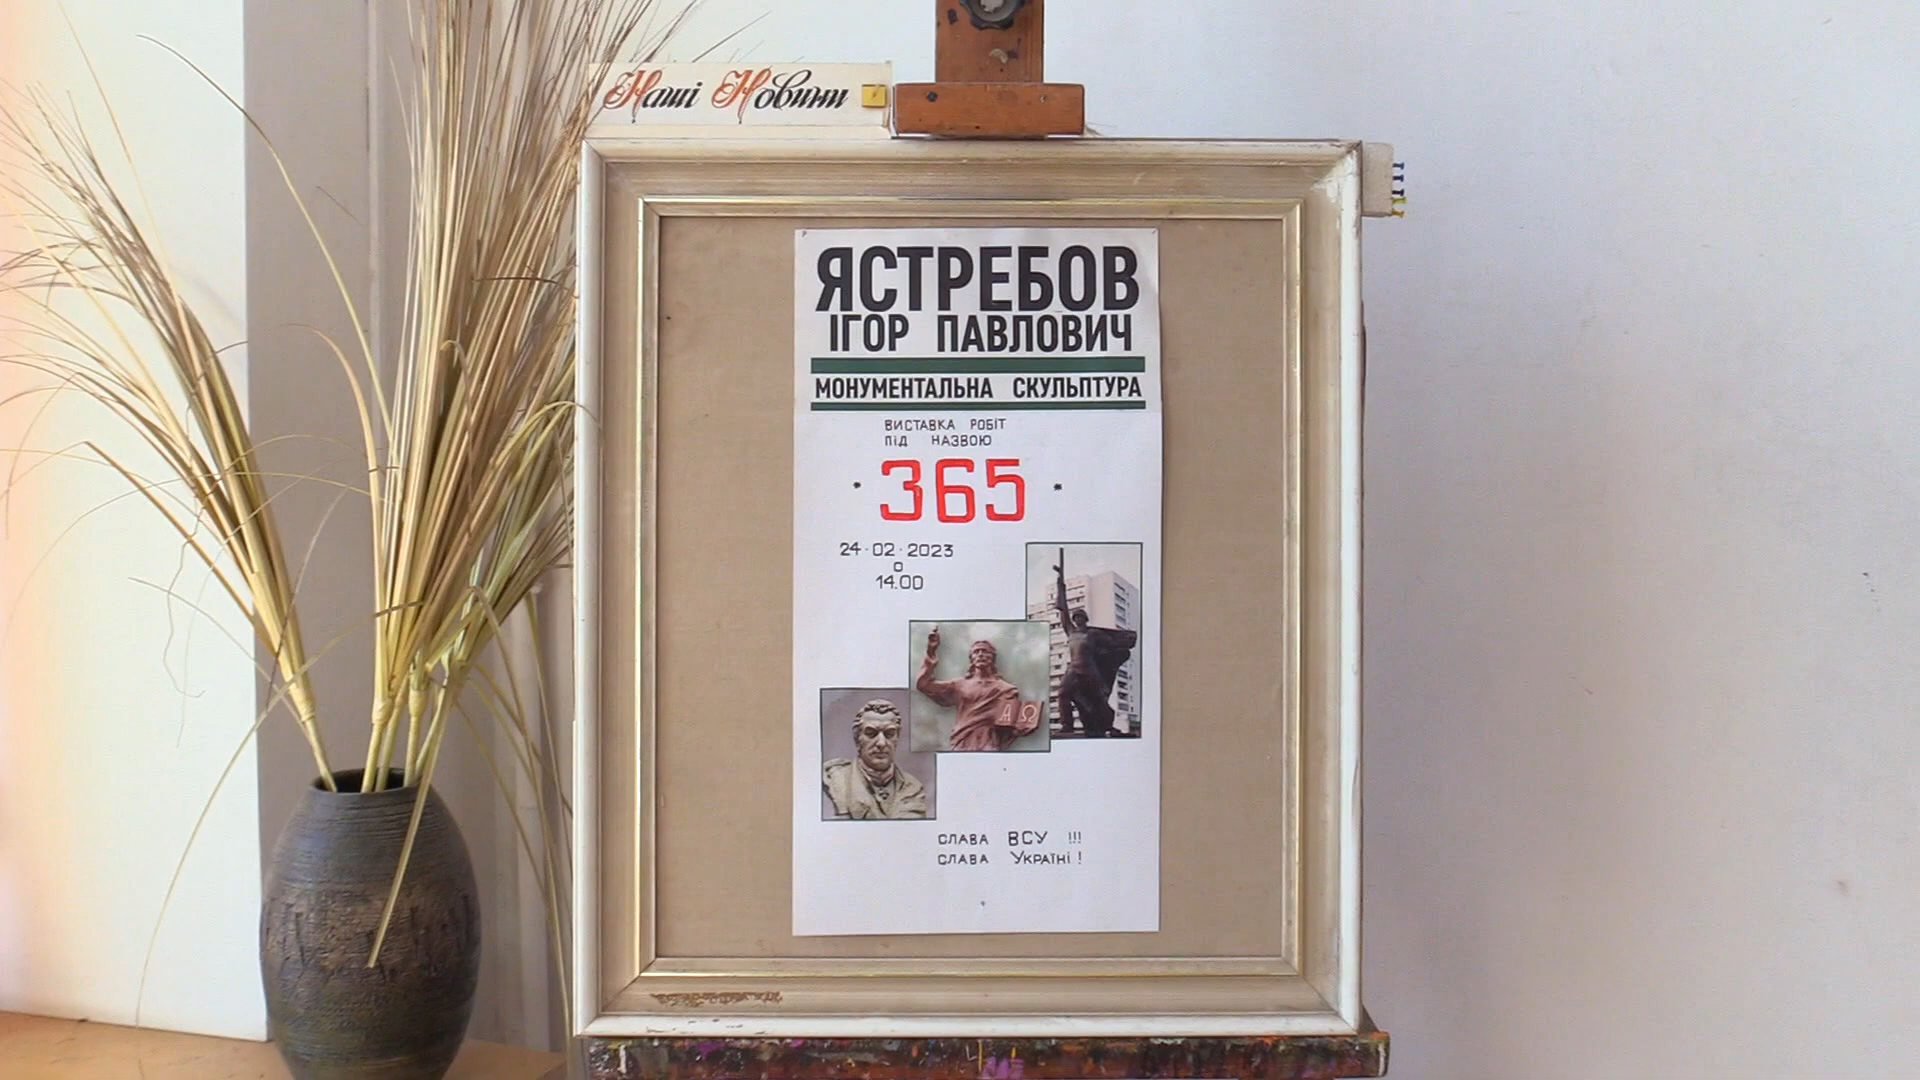 Наші Новини
ЯСТРЕБОВ
ІГОР ПАВЛОВИЧ
МОНУМЕНТАЛЬНА СКУЛЬПТУРА
ВИСТАВКА РОБІТ
ПІД НАЗВОЮ
·365·
24·02·2023
о
14.00
Α Ω
СЛАВА ВСУ !!!
СЛАВА УКРАЇНІ !